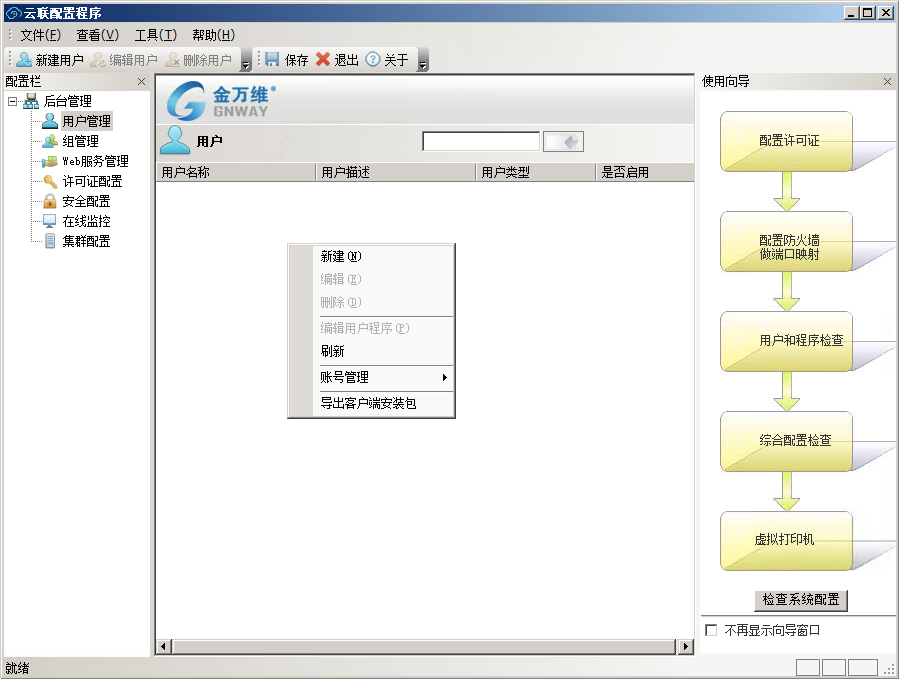 云联配置程序
文件(F) 查看(V) 工具(T) 帮助(H)
新建用户 编辑用户 删除用户 保存 退出 关于
配置栏
后台管理
用户管理
组管理
Web服务管理
许可证配置
安全配置
在线监控
集群配置
金万维®
GNWAY
用户
用户名称 用户描述 用户类型 是否启用
新建(N)
编辑(E)
删除(D)
编辑用户程序(P)
刷新
账号管理
导出客户端安装包
使用向导
配置许可证
配置防火墙
做端口映射
用户和程序检查
综合配置检查
虚拟打印机
检查系统配置
不再显示向导窗口
就绪